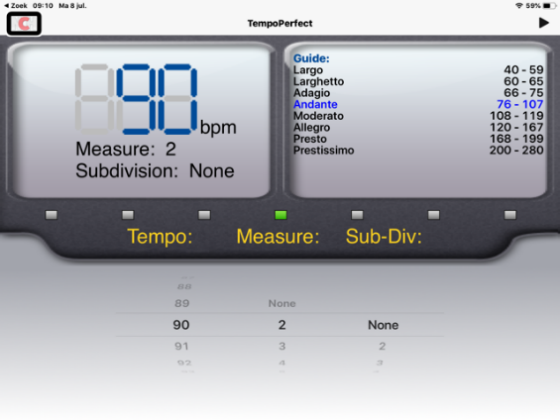 Zoek 09:10 Ma 8 jul. 59%
TempoPerfect
90 bpm
Measure: 2
Subdivision: None
Guide:
Largo 40 - 59
Larghetto 60 - 65
Adagio 66 - 75
Andante 76 - 107
Moderato 108 - 119
Allegro 120 - 167
Presto 168 - 199
Prestissimo 200 - 280
Tempo: Measure: Sub-Div:
88
89 None
90 2 None
91 3 2
92 4 3